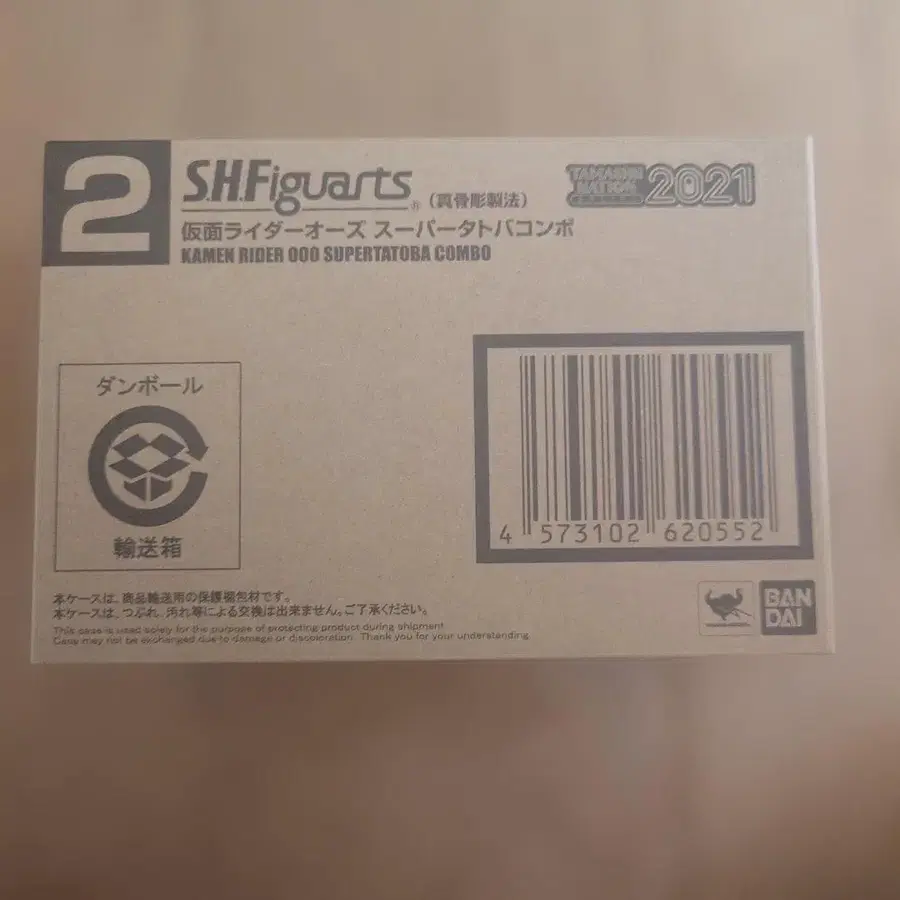 2
S.H.Figuarts®(真骨彫製法)
TAMASHII NATION 2021
仮面ライダーオーズ スーパータトバコンボ
KAMEN RIDER OOO SUPERTATOBA COMBO
ダンボール
輸送箱
4 573102 620552
本ケースは、商品輸送用の保護梱包材です。
本ケースは、つぶれ、汚れ等による交換は出来ません。ご了承ください。
This case is used solely for the purpose of protecting product during shipment.
Case may not be exchanged due to damage or discoloration. Thank you for your understanding.
BAN
DAI